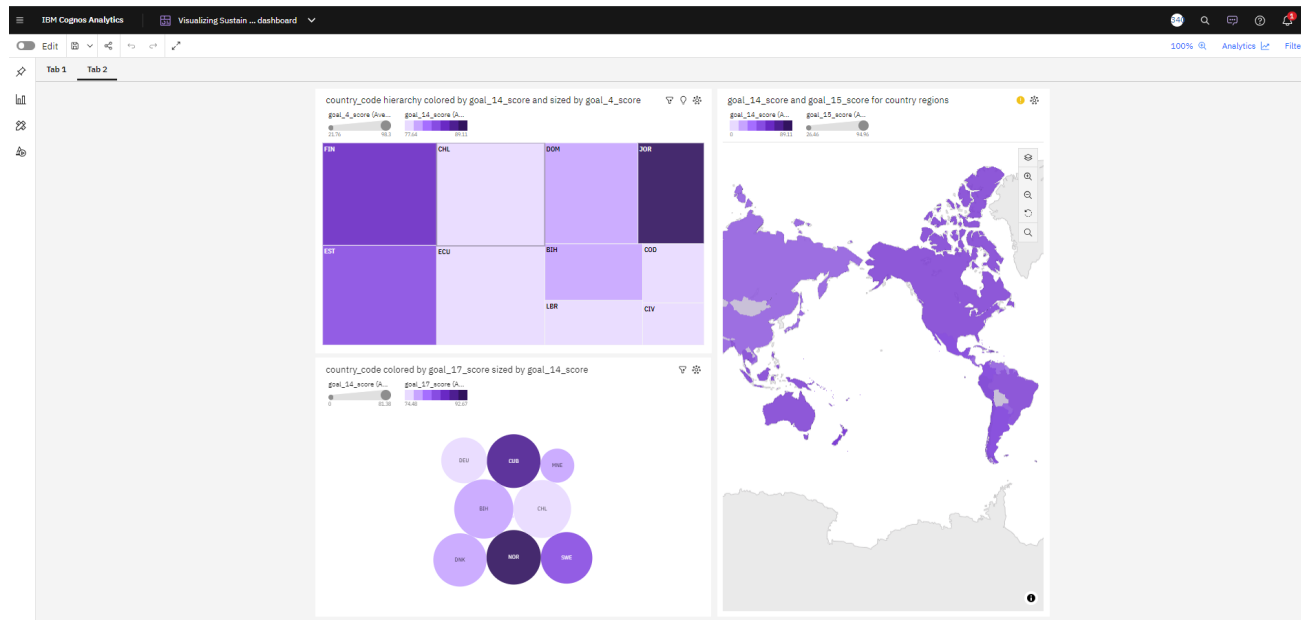 IBM Cognos Analytics
Visualizing Sustain ... dashboard
Edit
100%
Analytics
Filte
Tab 1
Tab 2
country_code hierarchy colored by goal_14_score and sized by goal_4_score
goal_4_score (Ave...
goal_14_score (A...
21.76
98.3
77.64
89.11
FIN
CHL
DOM
JOR
EST
ECU
BIH
COD
LBR
CIV
country_code colored by goal_17_score sized by goal_14_score
goal_14_score (A...
goal_17_score (A...
0
81.38
74.48
92.67
DEU
CUB
MNE
BIH
CHL
DNK
NOR
SWE
goal_14_score and goal_15_score for country regions
goal_14_score (A...
goal_15_score (A...
0
89.11
26.46
94.96